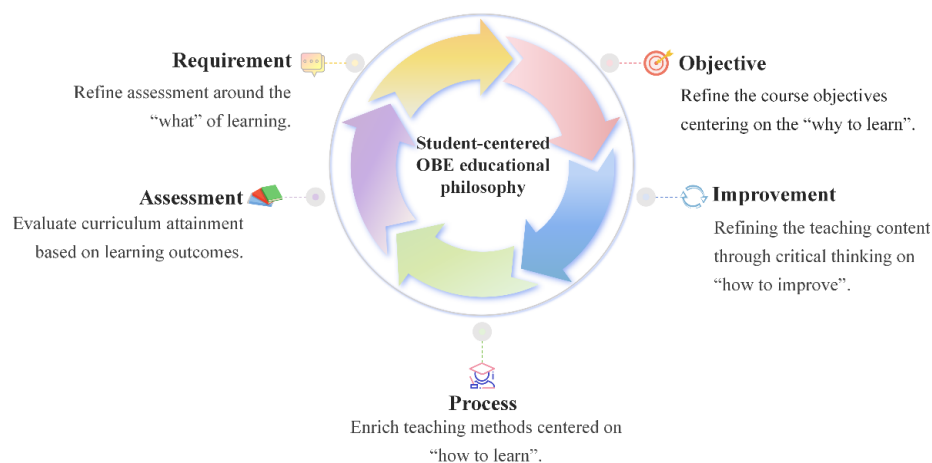 Requirement
Refine assessment around the
“what” of learning.
Objective
Refine the course objectives
centering on the “why to learn”.
Student-centered
OBE educational
philosophy
Assessment
Evaluate curriculum attainment
based on learning outcomes.
Improvement
Refining the teaching content
through critical thinking on
“how to improve”.
Process
Enrich teaching methods centered on
“how to learn”.